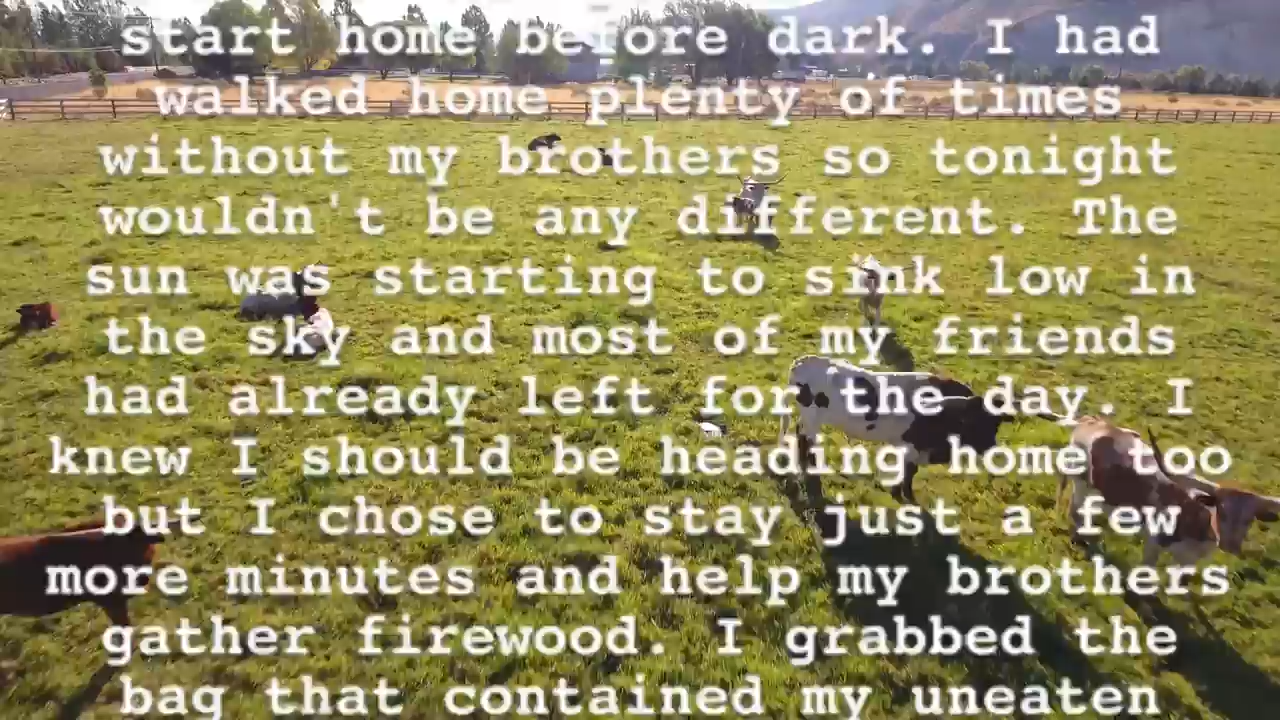 start home before dark. I had
walked home plenty of times
without my brothers so tonight
wouldn't be any different. The
sun was starting to sink low in
the sky and most of my friends
had already left for the day. I
knew I should be heading home too
but I chose to stay just a few
more minutes and help my brothers
gather firewood. I grabbed the
bag that contained my uneaten